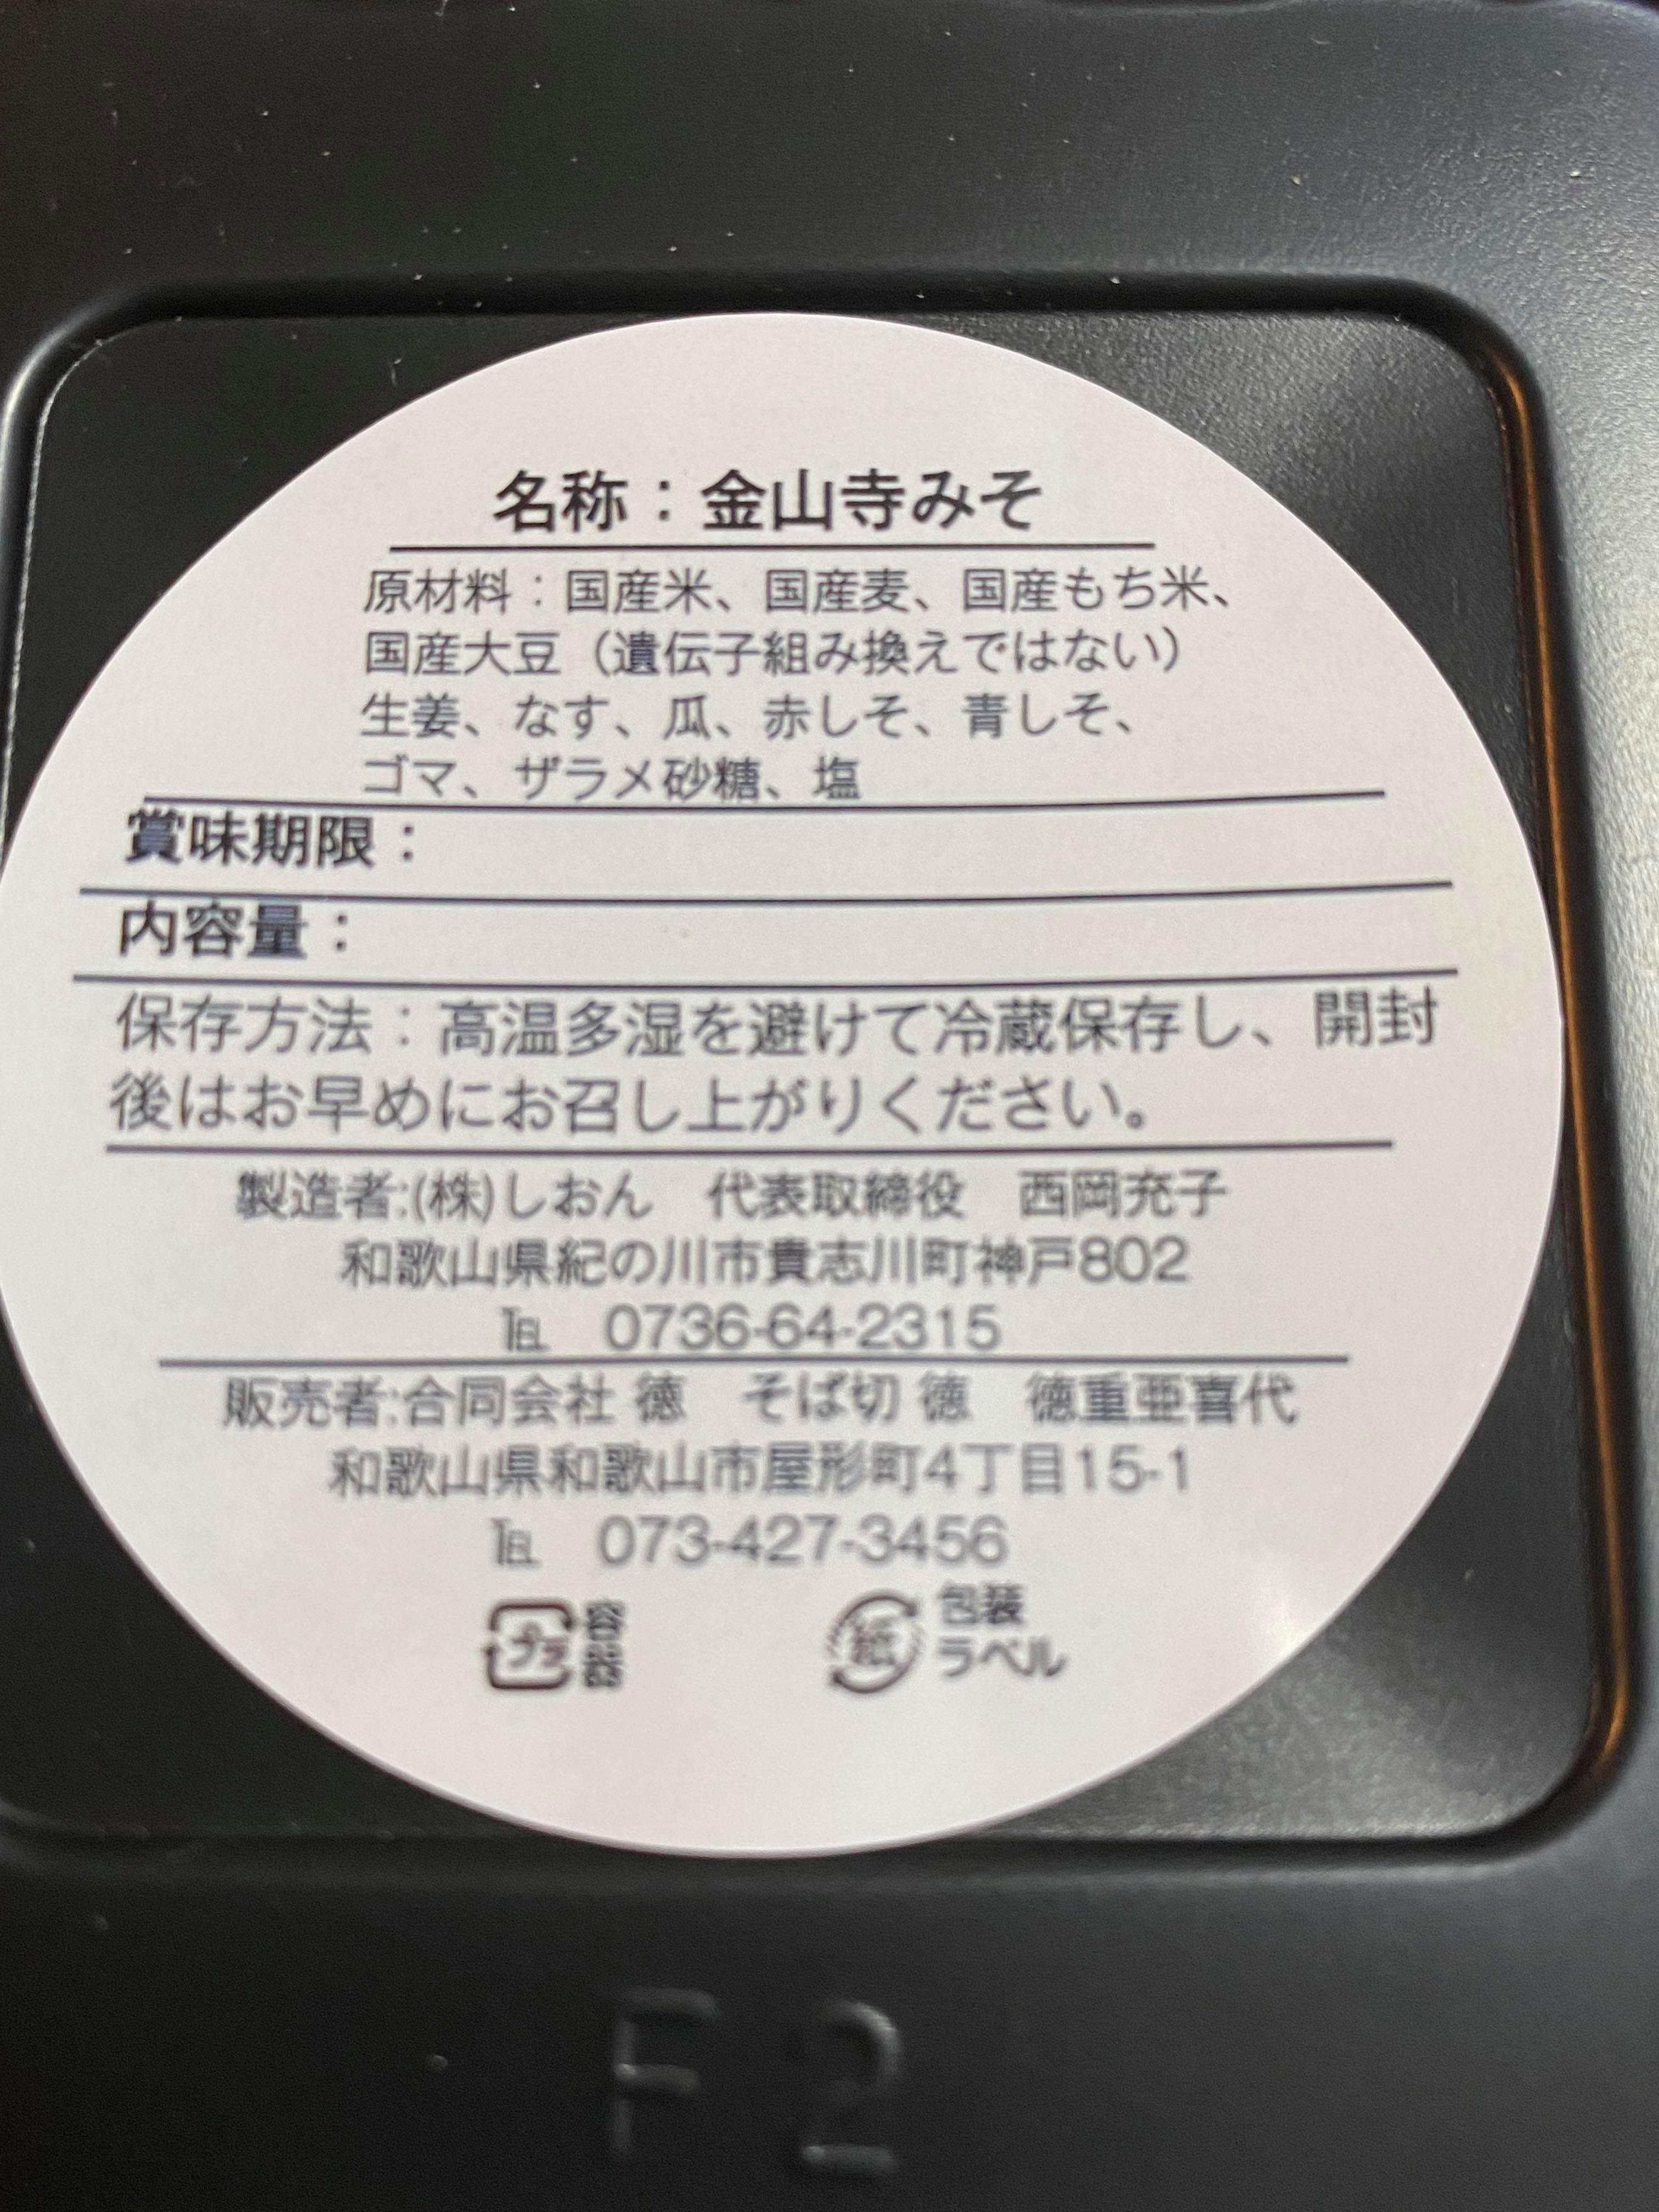 名称：金山寺みそ
原材料：国産米、国産麦、国産もち米、
国産大豆（遺伝子組み換えではない）
生姜、なす、瓜、赤しそ、青しそ、
ゴマ、ザラメ砂糖、塩
賞味期限：
内容量：
保存方法：高温多湿を避けて冷蔵保存し、開封
後はお早めにお召し上がりください。
製造者:(株)しおん　代表取締役　西岡充子
和歌山県紀の川市貴志川町神戸802
℡　0736-64-2315
販売者:合同会社 徳　そば切 徳　徳重亜喜代
和歌山県和歌山市屋形町4丁目15-1
℡　073-427-3456
プラ 容器
紙 包装
ラベル
F2